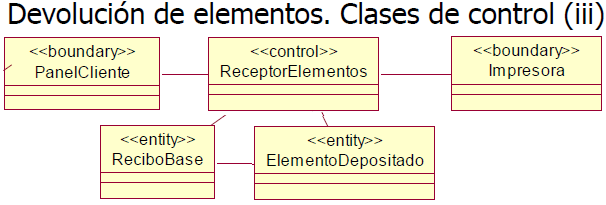 Devolución de elementos. Clases de control (iii)
<<boundary>>
PanelCliente
<<control>>
ReceptorElementos
<<boundary>>
Impresora
<<entity>>
ReciboBase
<<entity>>
ElementoDepositado